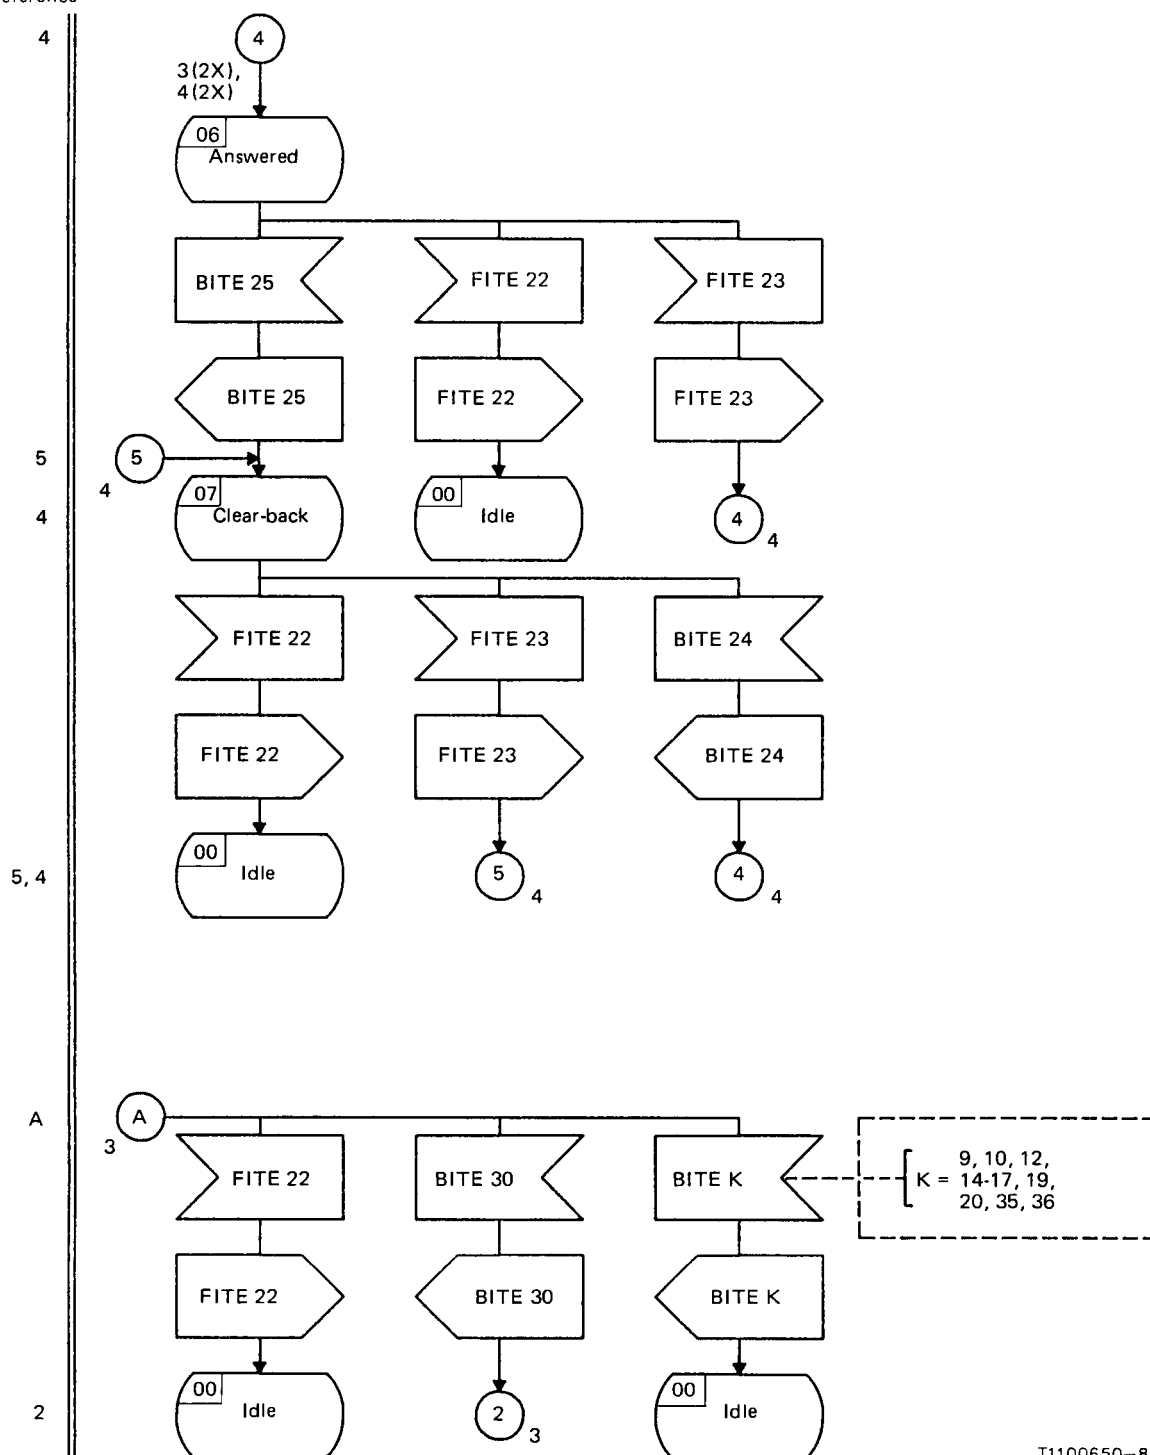 4 4
3(2X),
4(2X)
06
Answered
BITE 25 FITE 22 FITE 23
BITE 25 FITE 22 FITE 23
5 5
4
07 00
4 Clear-back Idle 4
4
FITE 22 FITE 23 BITE 24
FITE 22 FITE 23 BITE 24
00
5, 4 Idle 5 4
4 4
A A
3
FITE 22 BITE 30 BITE K
K = 9, 10, 12,
14-17, 19,
20, 35, 36
FITE 22 BITE 30 BITE K
00 00
2 Idle 2 Idle
3